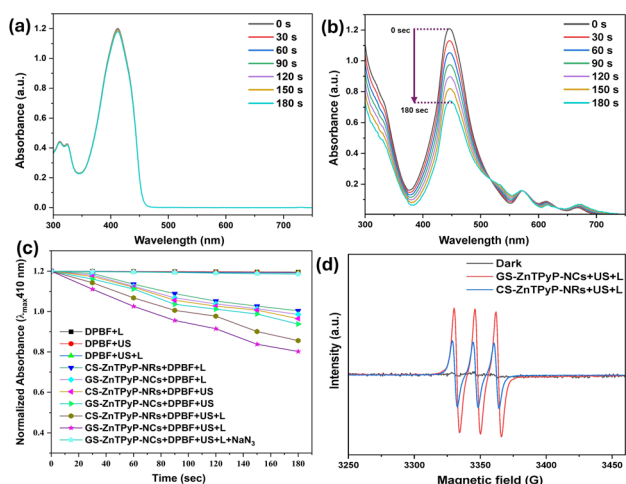 (a)
0 s
30 s
60 s
90 s
120 s
150 s
180 s
Absorbance (a.u.)
1.2
1.0
0.8
0.6
0.4
0.2
0.0
300 400 500 600 700
Wavelength (nm)
(b)
0 sec
180 sec
0 s
30 s
60 s
90 s
120 s
150 s
180 s
Absorbance (a.u.)
1.2
1.0
0.8
0.6
0.4
0.2
300 400 500 600 700
Wavelength (nm)
(c)
Normalized Absorbance (λmax410 nm)
1.2
1.0
0.8
0.6
0.4
DPBF+L
DPBF+US
DPBF+US+L
CS-ZnTPyP-NRs+DPBF+L
GS-ZnTPyP-NCs+DPBF+L
CS-ZnTPyP-NRs+DPBF+US
GS-ZnTPyP-NCs+DPBF+US
CS-ZnTPyP-NRs+DPBF+US+L
GS-ZnTPyP-NCs+DPBF+US+L
GS-ZnTPyP-NCs+DPBF+US+L+NaN₃
0 20 40 60 80 100 120 140 160 180
Time (sec)
(d)
Dark
GS-ZnTPyP-NCs+US+L
CS-ZnTPyP-NRs+US+L
Intensity (a.u.)
3250 3300 3350 3400 3450
Magnetic field (G)